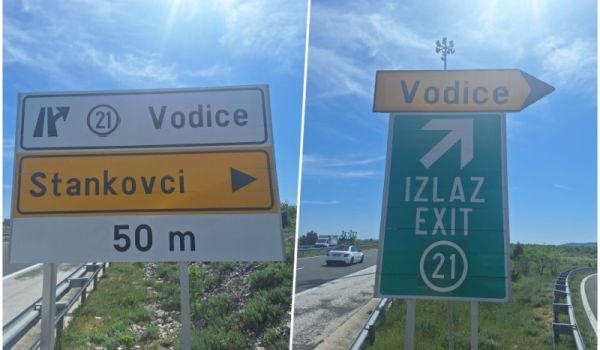 21 Vodice
Stankovci
50 m
Vodice
IZLAZ
EXIT
21